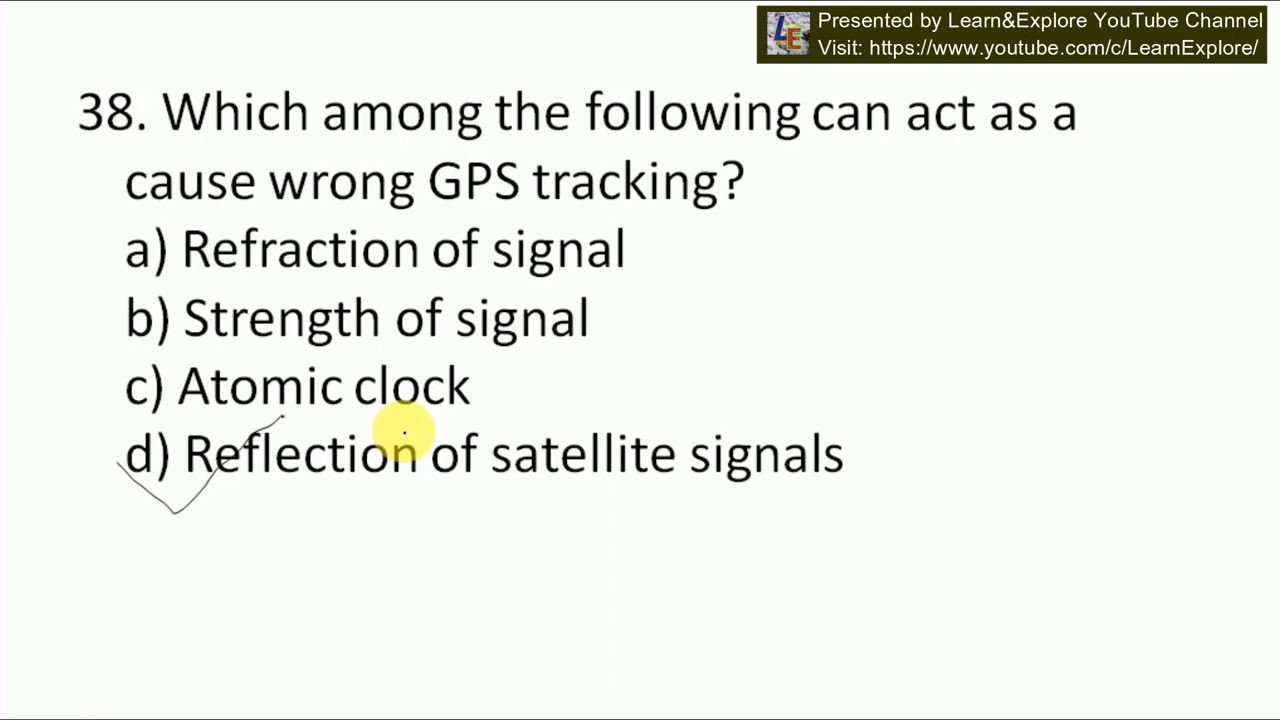 Presented by Learn&Explore YouTube Channel
Visit: https://www.youtube.com/c/LearnExplore/
LE
38. Which among the following can act as a
cause wrong GPS tracking?
a) Refraction of signal
b) Strength of signal
c) Atomic clock
d) Reflection of satellite signals